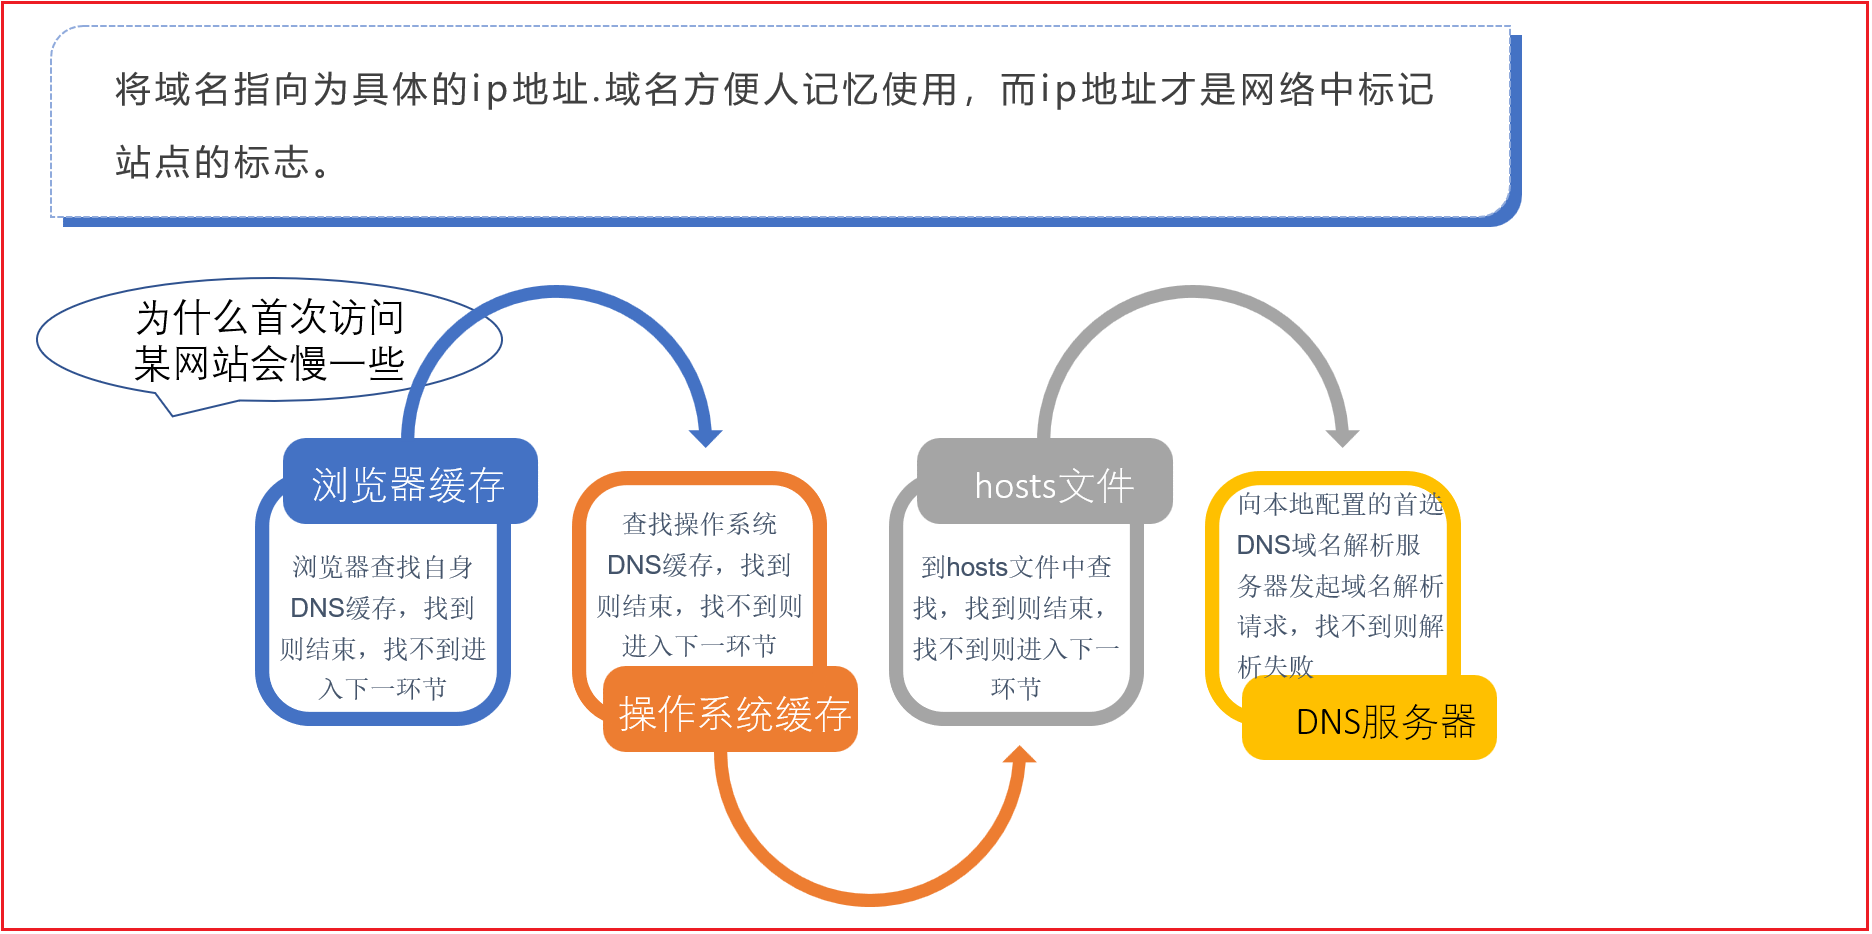 将域名指向为具体的ip地址.域名方便人记忆使用，而ip地址才是网络中标记
站点的标志。
为什么首次访问
某网站会慢一些
浏览器缓存
浏览器查找自身
DNS缓存，找到
则结束，找不到进
入下一环节
查找操作系统
DNS缓存，找到
则结束，找不到则
进入下一环节
操作系统缓存
hosts文件
到hosts文件中查
找，找到则结束，
找不到则进入下一
环节
向本地配置的首选
DNS域名解析服
务器发起域名解析
请求，找不到则解
析失败
DNS服务器